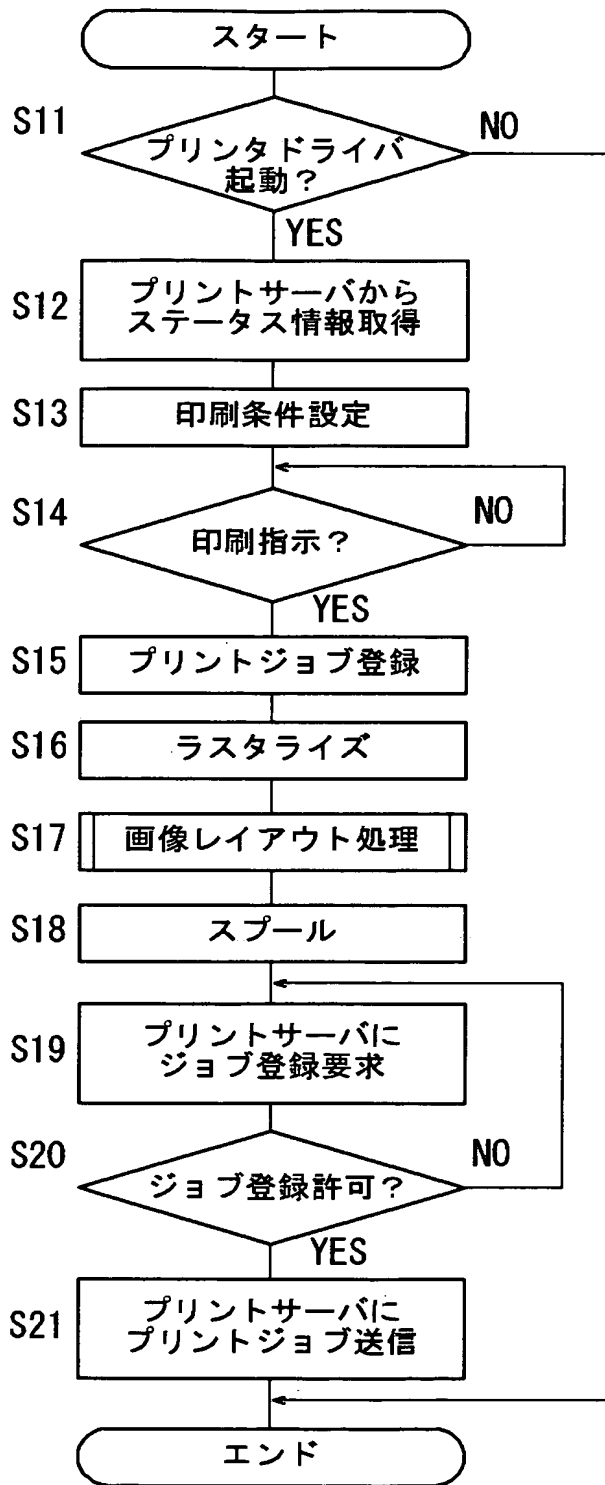 スタート
S11
プリンタドライバ
起動？
NO
YES
S12
プリントサーバから
ステータス情報取得
S13
印刷条件設定
S14
印刷指示？
NO
YES
S15
プリントジョブ登録
S16
ラスタライズ
S17
画像レイアウト処理
S18
スプール
S19
プリントサーバに
ジョブ登録要求
S20
ジョブ登録許可？
NO
YES
S21
プリントサーバに
プリントジョブ送信
エンド